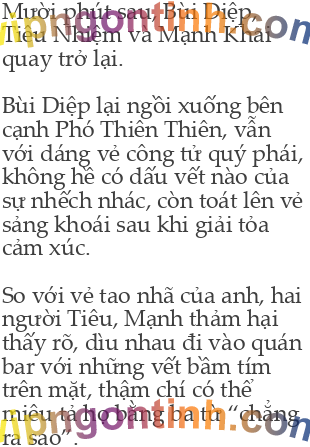 Mười phút sau, Bùi Diệp,
Tiêu Nhiệm và Mạnh Khải
quay trở lại.
Bùi Diệp lại ngồi xuống bên
cạnh Phó Thiên Thiên, vẫn
với dáng vẻ công tử quý phái,
không hề có dấu vết nào của
sự nhếch nhác, còn toát lên vẻ
sảng khoái sau khi giải tỏa
cảm xúc.
So với vẻ tao nhã của anh, hai
người Tiêu, Mạnh thảm hại
thấy rõ, dìu nhau đi vào quán
bar với những vết bầm tím
trên mặt, thậm chí có thể
miêu tả họ bằng ba từ “chẳng
ra sao”.
vipngontinh.com
vipngontinh.com